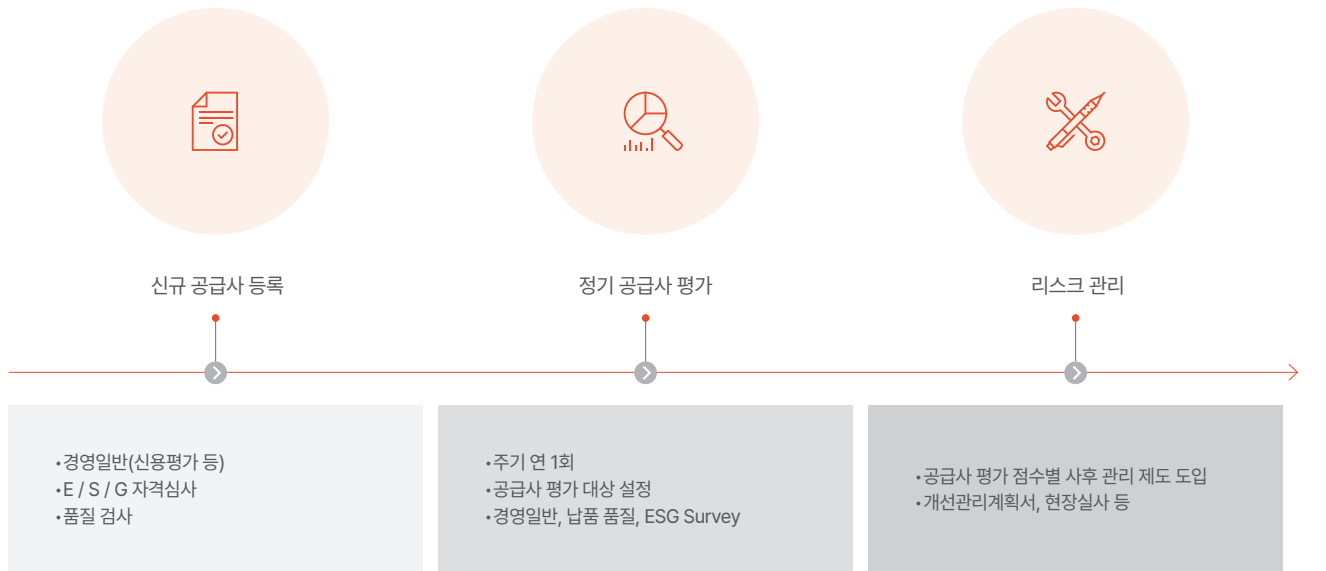 신규 공급사 등록
정기 공급사 평가
리스크 관리
•경영일반(신용평가 등)
•E / S / G 자격심사
•품질 검사
•주기 연 1회
•공급사 평가 대상 설정
•경영일반, 납품 품질, ESG Survey
•공급사 평가 점수별 사후 관리 제도 도입
•개선관리계획서, 현장실사 등